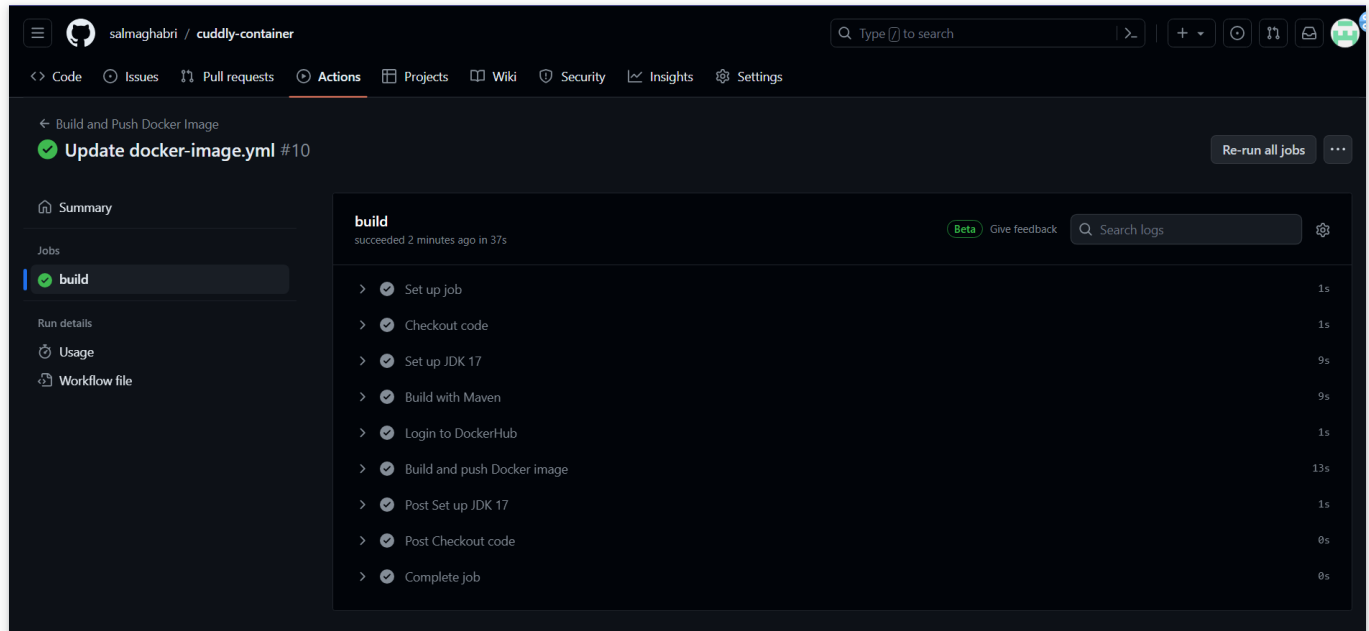 salmaghabri / cuddly-container
Type / to search
Code Issues Pull requests Actions Projects Wiki Security Insights Settings
← Build and Push Docker Image
Update docker-image.yml #10
Re-run all jobs
Summary
Jobs
build
Run details
Usage
Workflow file
build
succeeded 2 minutes ago in 37s
Beta Give feedback
Search logs
Set up job 1s
Checkout code 1s
Set up JDK 17 9s
Build with Maven 9s
Login to DockerHub 1s
Build and push Docker image 13s
Post Set up JDK 17 1s
Post Checkout code 0s
Complete job 0s